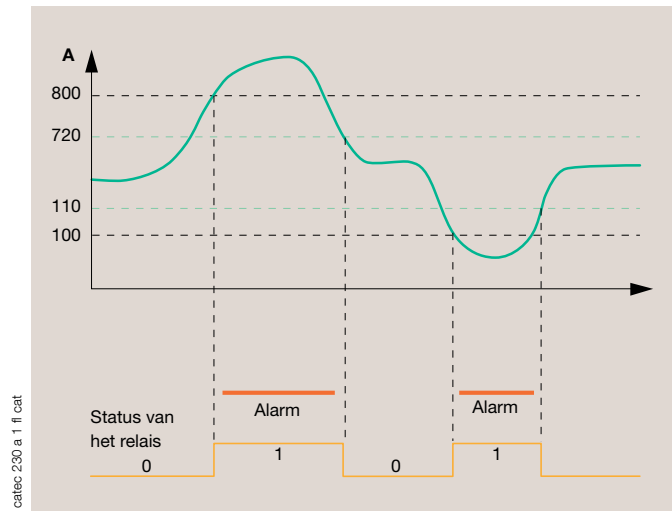 A
800
720
110
100
Alarm
Alarm
Status van
het relais
0
1
0
1
catec 230 a 1 fl cat